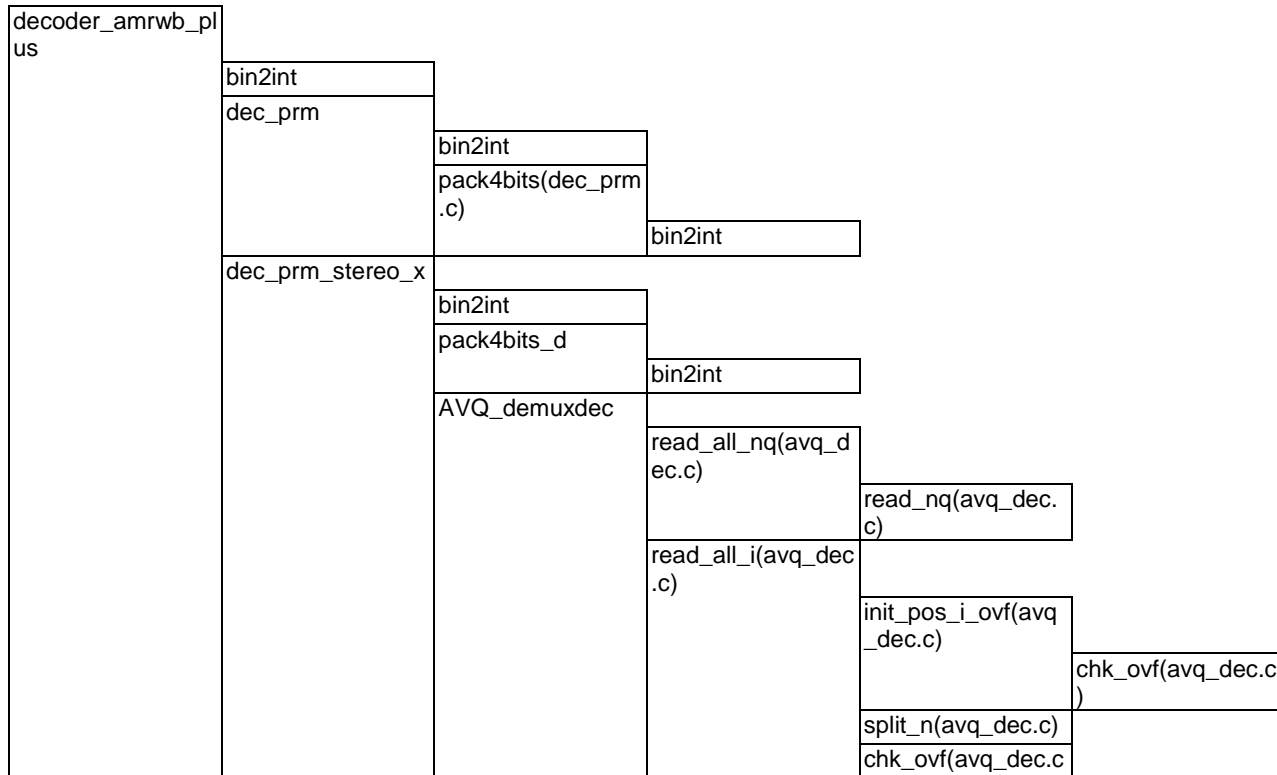 decoder_amrwb_pl
us
bin2int
dec_prm
bin2int
pack4bits(dec_prm
.c)
bin2int
dec_prm_stereo_x
bin2int
pack4bits_d
bin2int
AVQ_demuxdec
read_all_nq(avq_d
ec.c)
read_nq(avq_dec.
c)
read_all_i(avq_dec
.c)
init_pos_i_ovf(avq
_dec.c)
chk_ovf(avq_dec.c
)
split_n(avq_dec.c)
chk_ovf(avq_dec.c